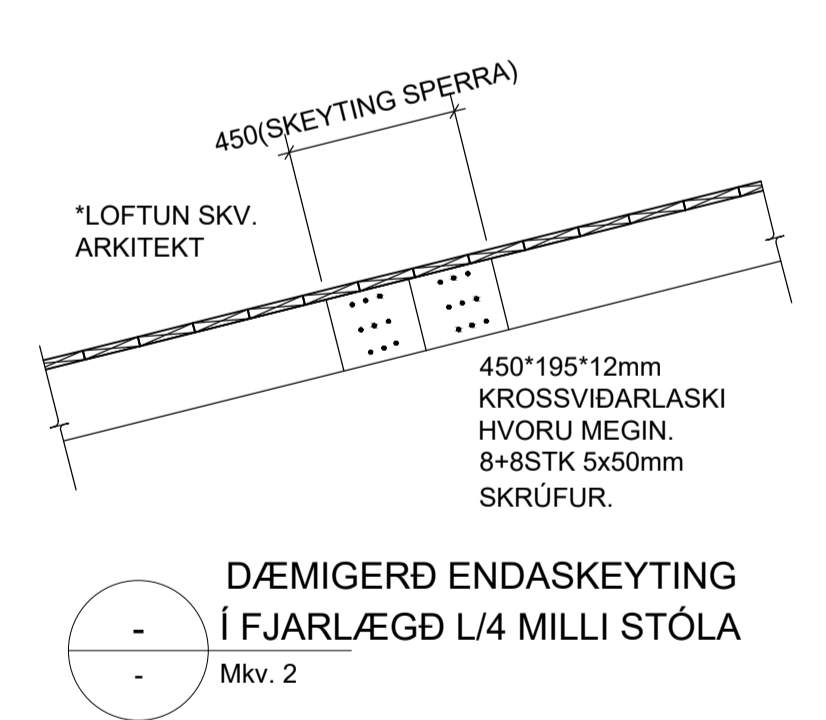 450(SKEYTING SPERRA)
*LOFTUN SKV.
ARKITEKT
450*195*12mm
KROSSVIÐARLASKI
HVORU MEGIN.
8+8STK 5x50mm
SKRÚFUR.
DÆMIGERÐ ENDASKEYTING
Í FJARLÆGÐ L/4 MILLI STÓLA
-
-
Mkv. 2